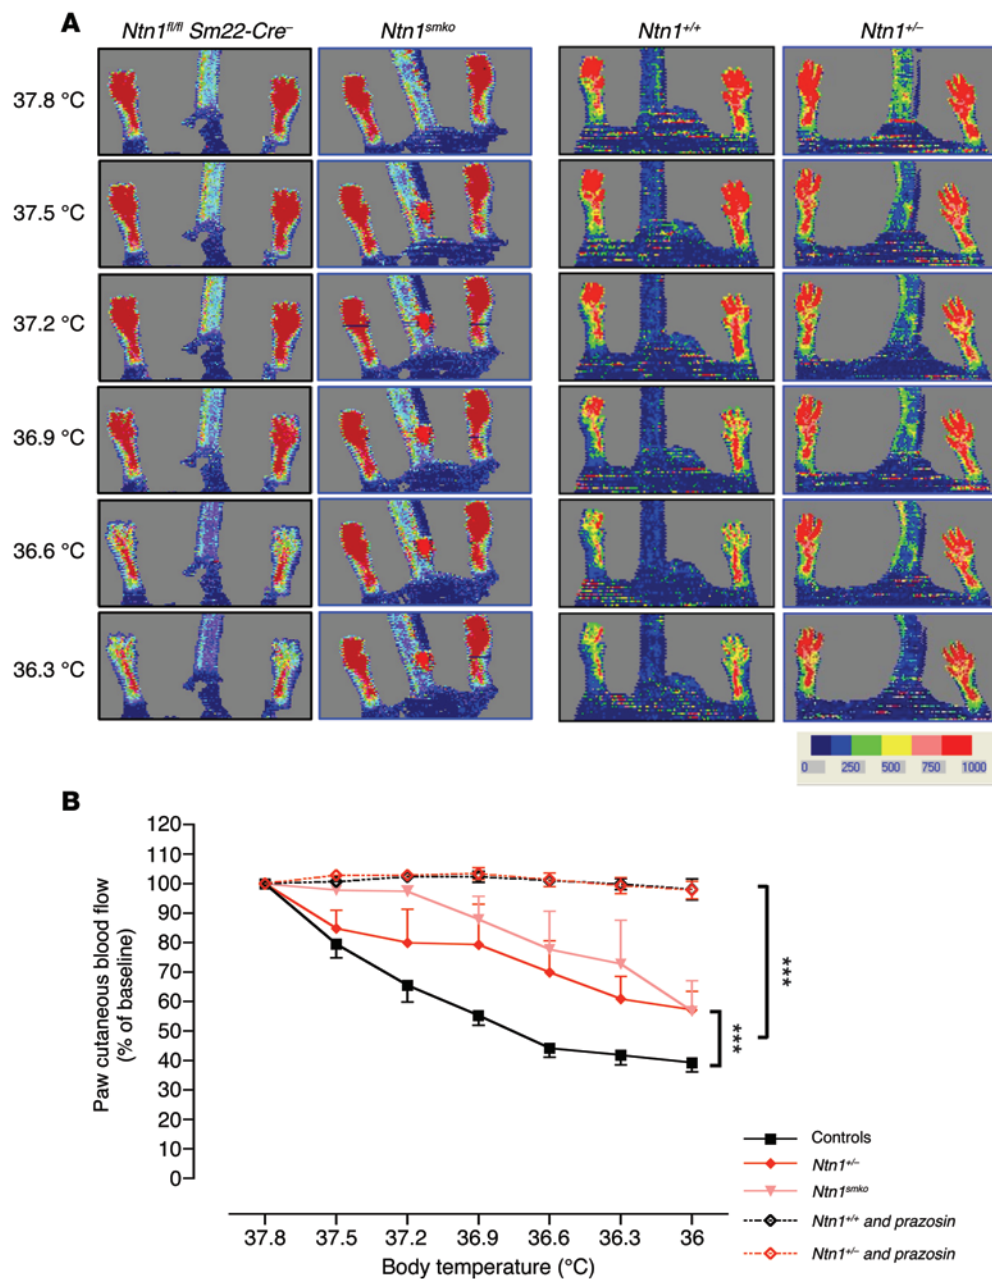 A
Ntn1fl/fl Sm22-Cre– Ntn1smko Ntn1+/+ Ntn1+/–
37.8 °C
37.5 °C
37.2 °C
36.9 °C
36.6 °C
36.3 °C
0 250 500 750 1000
B
Paw cutaneous blood flow
(% of baseline)
120
110
100
90
80
70
60
50
40
30
20
10
0
***
***
Controls
Ntn1+/–
Ntn1smko
Ntn1+/+ and prazosin
Ntn1+/– and prazosin
37.8 37.5 37.2 36.9 36.6 36.3 36
Body temperature (°C)